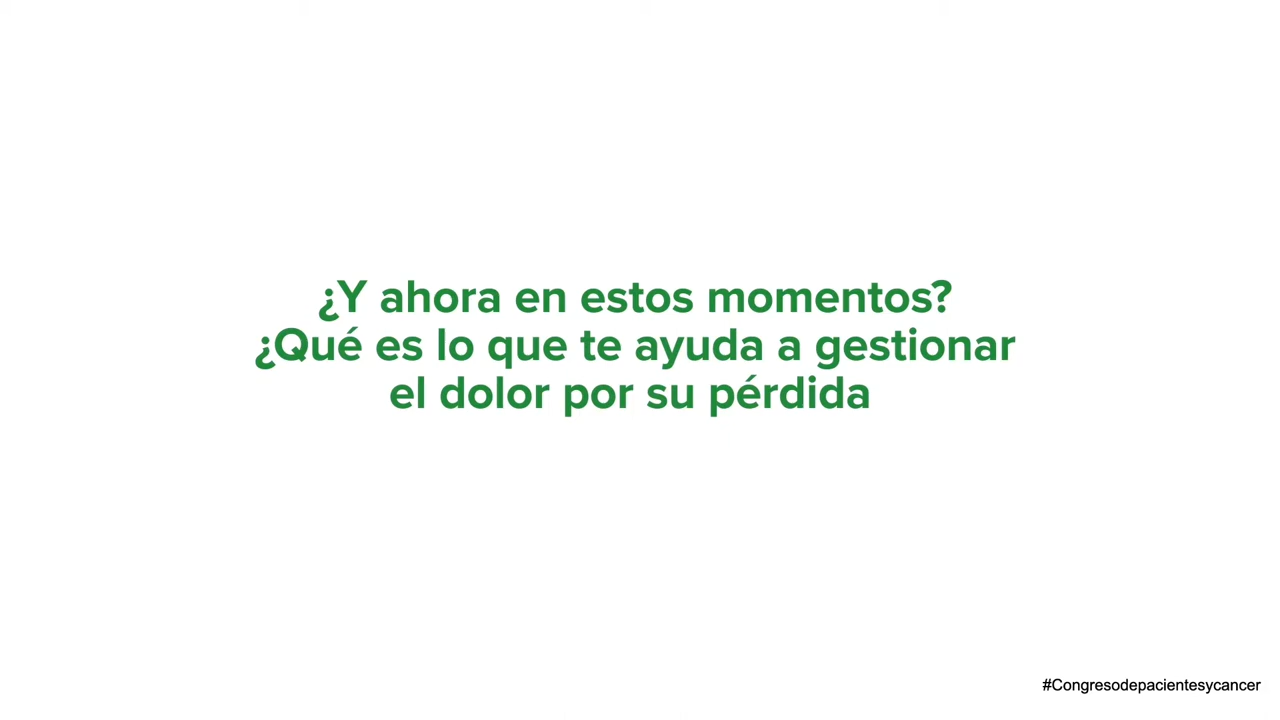 ¿Y ahora en estos momentos?
¿Qué es lo que te ayuda a gestionar
el dolor por su pérdida
#Congresodepacientesycancer